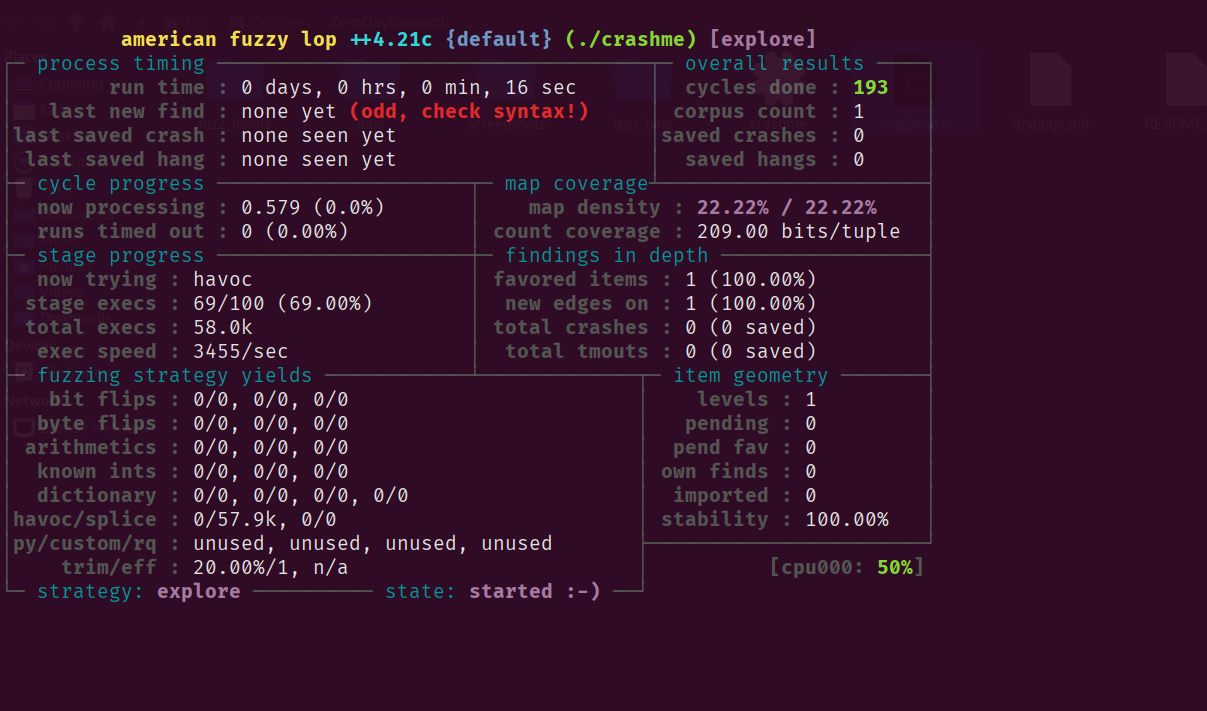 ZeroDayResearch
american fuzzy lop ++4.21c {default} (./crashme) [explore]
process timing
overall results
run time : 0 days, 0 hrs, 0 min, 16 sec
cycles done : 193
last new find : none yet (odd, check syntax!)
corpus count : 1
last saved crash : none seen yet
saved crashes : 0
last saved hang : none seen yet
saved hangs : 0
findings.md
README
cycle progress
map coverage
now processing : 0.579 (0.0%)
map density : 22.22% / 22.22%
runs timed out : 0 (0.00%)
count coverage : 209.00 bits/tuple
stage progress
findings in depth
now trying : havoc
favored items : 1 (100.00%)
stage execs : 69/100 (69.00%)
new edges on : 1 (100.00%)
total execs : 58.0k
total crashes : 0 (0 saved)
exec speed : 3455/sec
total tmouts : 0 (0 saved)
fuzzing strategy yields
item geometry
bit flips : 0/0, 0/0, 0/0
levels : 1
byte flips : 0/0, 0/0, 0/0
pending : 0
arithmetics : 0/0, 0/0, 0/0
pend fav : 0
known ints : 0/0, 0/0, 0/0
own finds : 0
dictionary : 0/0, 0/0, 0/0, 0/0
imported : 0
havoc/splice : 0/57.9k, 0/0
stability : 100.00%
py/custom/rq : unused, unused, unused, unused
trim/eff : 20.00%/1, n/a
[cpu000: 50%]
strategy: explore
state: started :-)